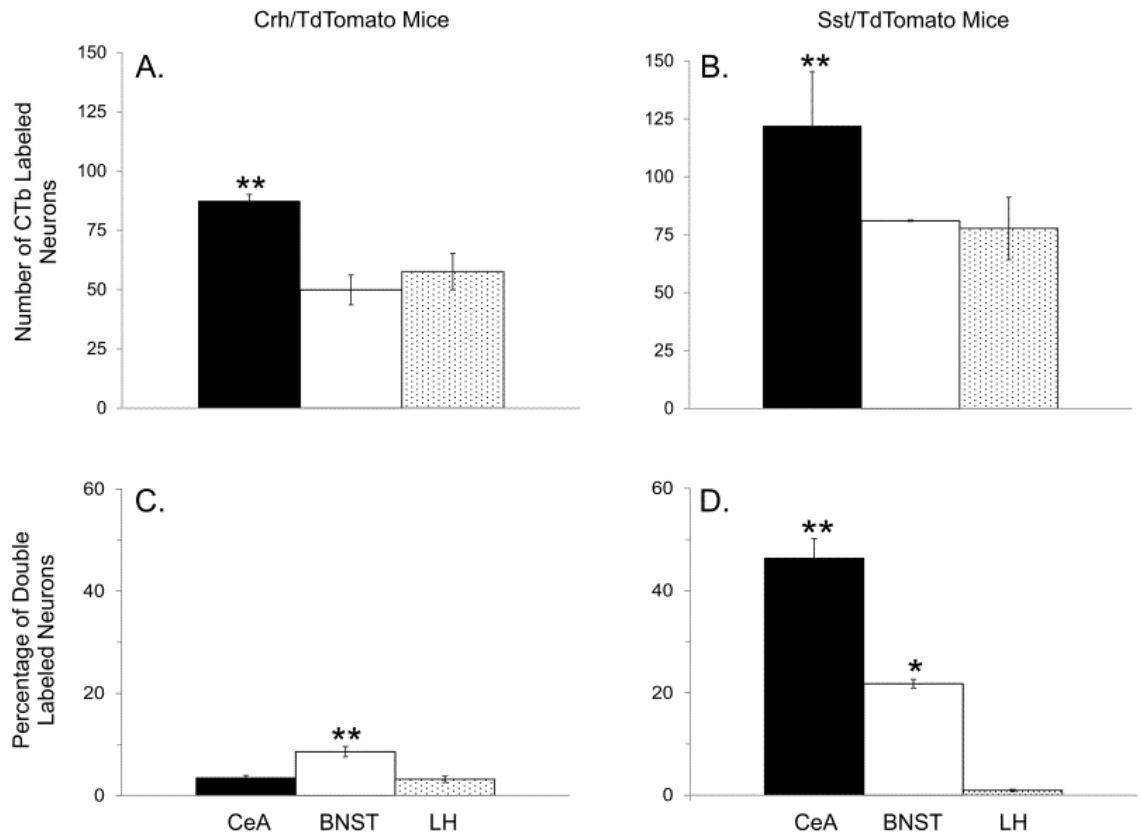 Crh/TdTomato Mice
Sst/TdTomato Mice
A.
B.
Number of CTb Labeled
Neurons
150
125
100
75
50
25
0
**
150
125
100
75
50
25
0
**
C.
D.
Percentage of Double
Labeled Neurons
60
40
20
0
**
60
40
20
0
**
*
CeA BNST LH
CeA BNST LH